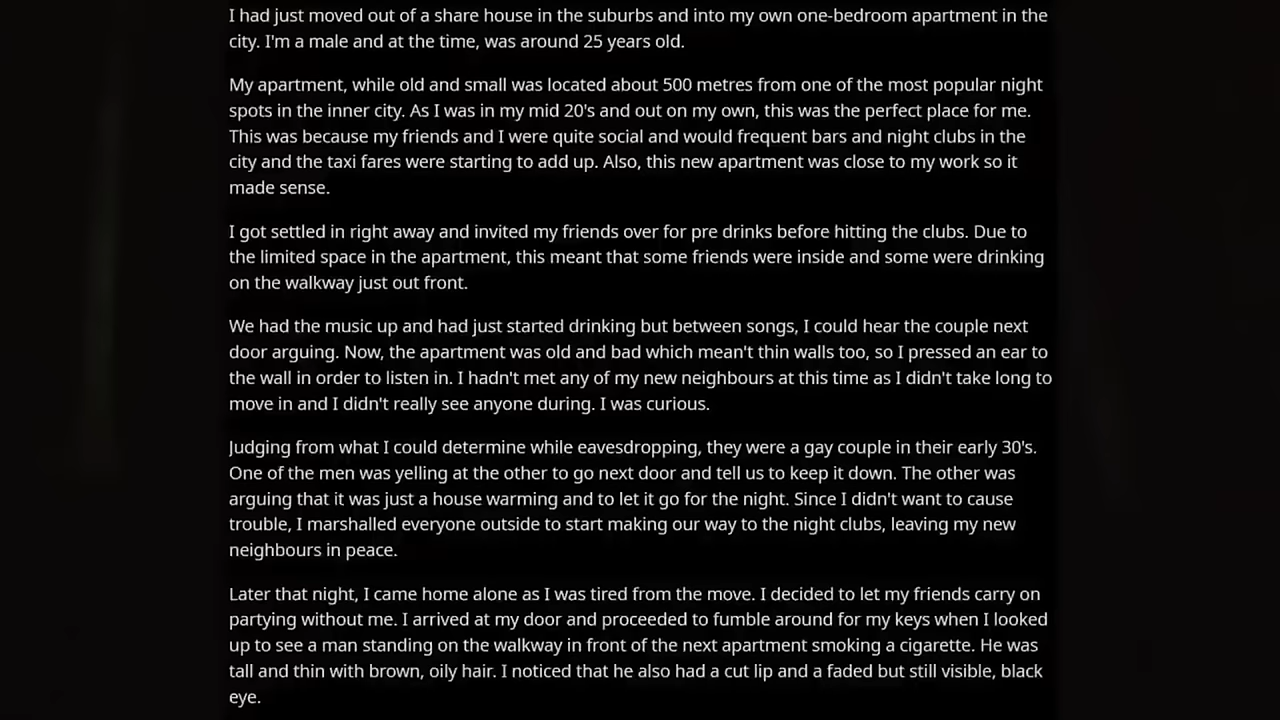 I had just moved out of a share house in the suburbs and into my own one-bedroom apartment in the
city. I'm a male and at the time, was around 25 years old.
My apartment, while old and small was located about 500 metres from one of the most popular night
spots in the inner city. As I was in my mid 20's and out on my own, this was the perfect place for me.
This was because my friends and I were quite social and would frequent bars and night clubs in the
city and the taxi fares were starting to add up. Also, this new apartment was close to my work so it
made sense.
I got settled in right away and invited my friends over for pre drinks before hitting the clubs. Due to
the limited space in the apartment, this meant that some friends were inside and some were drinking
on the walkway just out front.
We had the music up and had just started drinking but between songs, I could hear the couple next
door arguing. Now, the apartment was old and bad which mean't thin walls too, so I pressed an ear to
the wall in order to listen in. I hadn't met any of my new neighbours at this time as I didn't take long to
move in and I didn't really see anyone during. I was curious.
Judging from what I could determine while eavesdropping, they were a gay couple in their early 30's.
One of the men was yelling at the other to go next door and tell us to keep it down. The other was
arguing that it was just a house warming and to let it go for the night. Since I didn't want to cause
trouble, I marshalled everyone outside to start making our way to the night clubs, leaving my new
neighbours in peace.
Later that night, I came home alone as I was tired from the move. I decided to let my friends carry on
partying without me. I arrived at my door and proceeded to fumble around for my keys when I looked
up to see a man standing on the walkway in front of the next apartment smoking a cigarette. He was
tall and thin with brown, oily hair. I noticed that he also had a cut lip and a faded but still visible, black
eye.